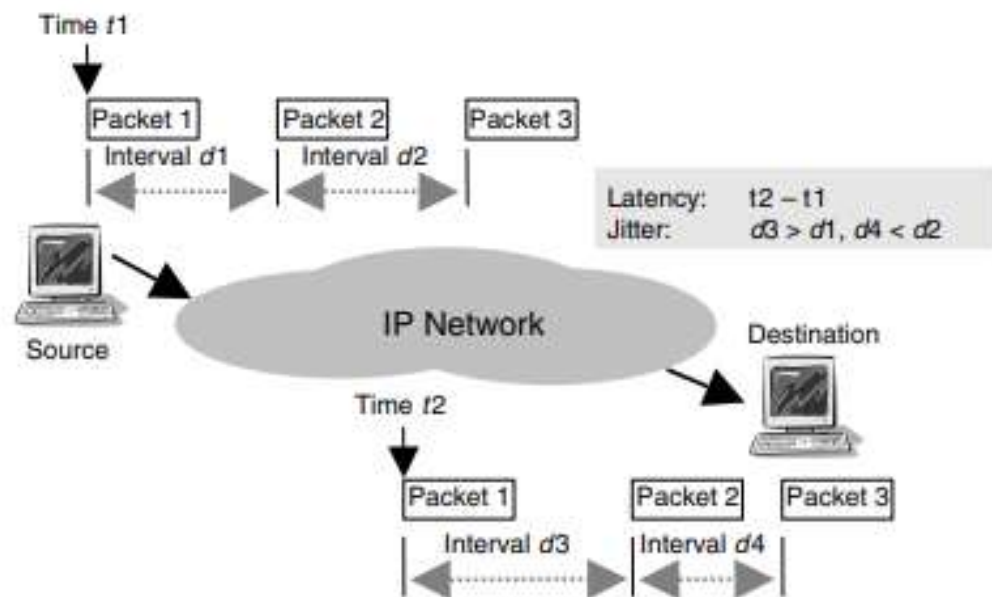 Time t1
Packet 1 Packet 2 Packet 3
Interval d1 Interval d2
Latency: t2 – t1
Jitter: d3 > d1, d4 < d2
IP Network
Source
Destination
Time t2
Packet 1 Packet 2 Packet 3
Interval d3 Interval d4